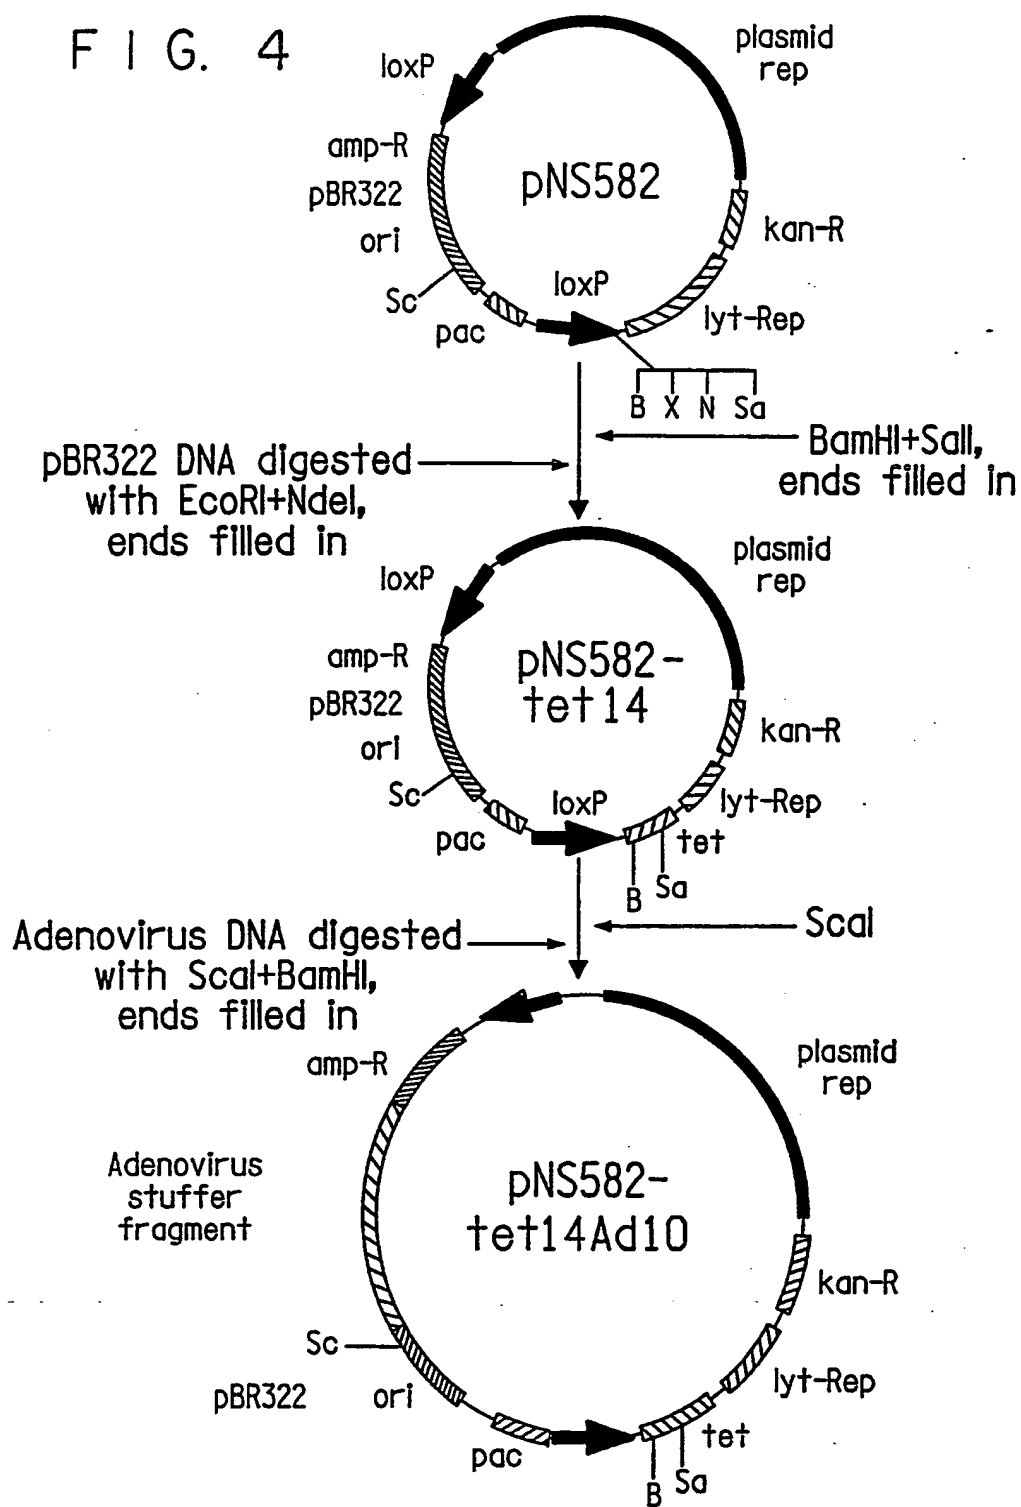 FIG. 4
plasmid
rep
loxP
amp-R
pBR322
ori
pNS582
kan-R
loxP
Sc
pac
lyt-Rep
B X N Sa
pBR322 DNA digested
with EcoRI+NdeI,
ends filled in
BamHI+SalI,
ends filled in
plasmid
rep
loxP
amp-R
pBR322
ori
pNS582-
tet14
kan-R
Sc
loxP
lyt-Rep
pac
tet
B
Sa
Adenovirus DNA digested
with ScaI+BamHI,
ends filled in
ScaI
amp-R
plasmid
rep
Adenovirus
stuffer
fragment
pNS582-
tet14Ad10
kan-R
Sc
pBR322
ori
lyt-Rep
pac
tet
B
Sa